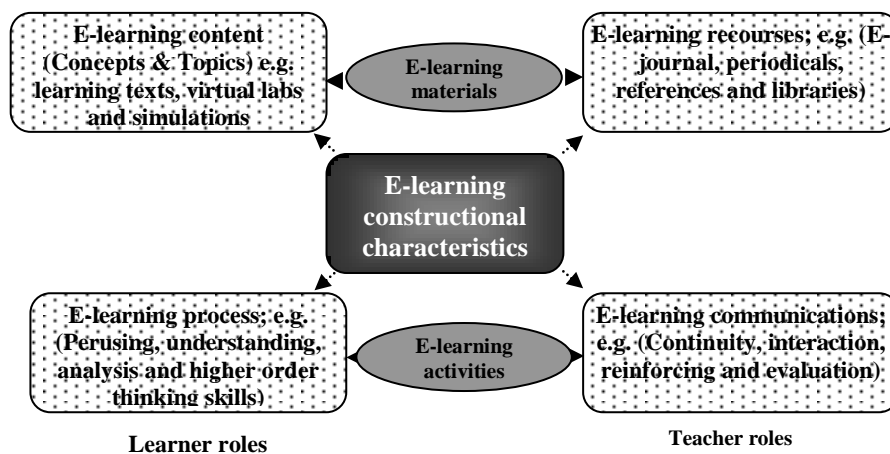 E-learning content
(Concepts & Topics) e.g.
learning texts, virtual labs
and simulations
E-learning
materials
E-learning recourses; e.g. (E-
journal, periodicals,
references and libraries)
E-learning
constructional
characteristics
E-learning process; e.g.
(Perusing, understanding,
analysis and higher order
thinking skills)
E-learning
activities
E-learning communications;
e.g. (Continuity, interaction,
reinforcing and evaluation)
Learner roles
Teacher roles